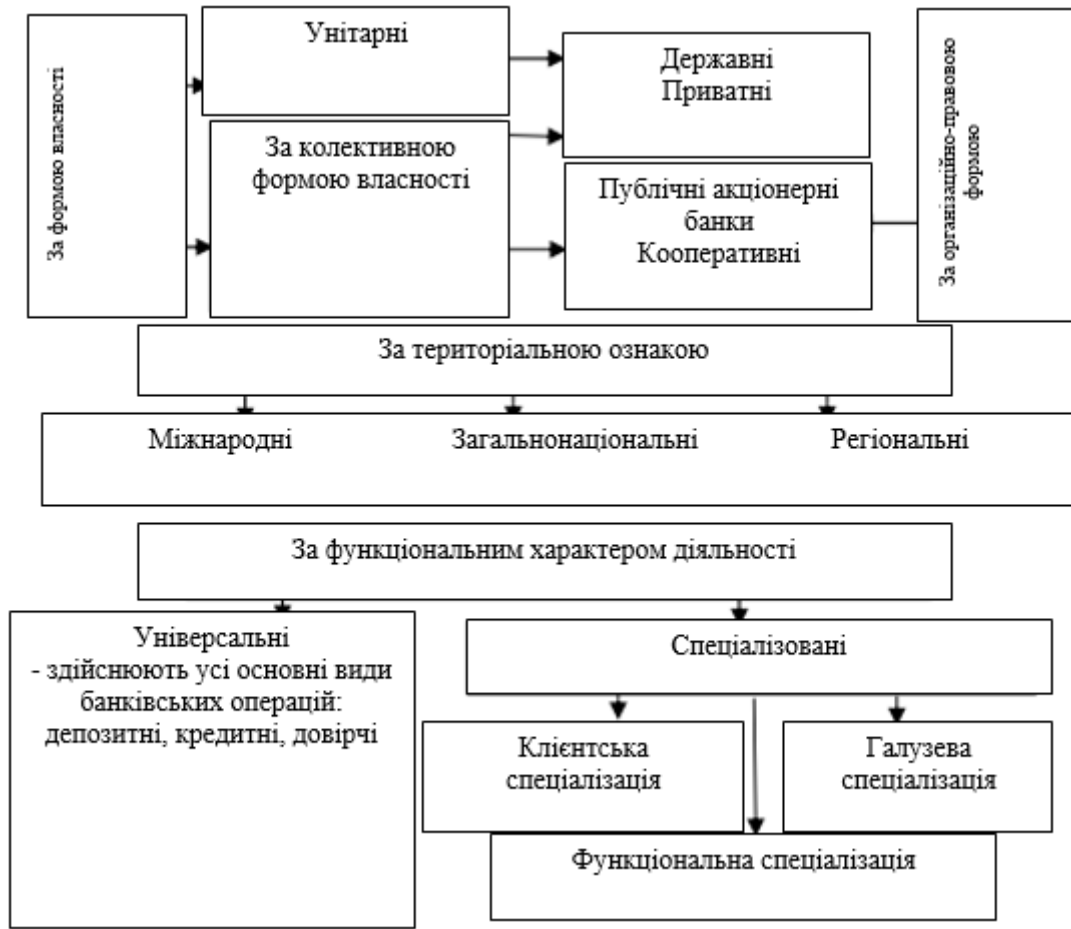 За формою власності
Унітарні
За колективною
формою власності
Державні
Приватні
Публічні акціонерні
банки
Кооперативні
За організаційно-правовою
формою
За територіальною ознакою
Міжнародні Загальнонаціональні Регіональні
За функціональним характером діяльності
Універсальні
- здійснюють усі основні види
банківських операцій:
депозитні, кредитні, довірчі
Спеціалізовані
Клієнтська
спеціалізація
Галузева
спеціалізація
Функціональна спеціалізація